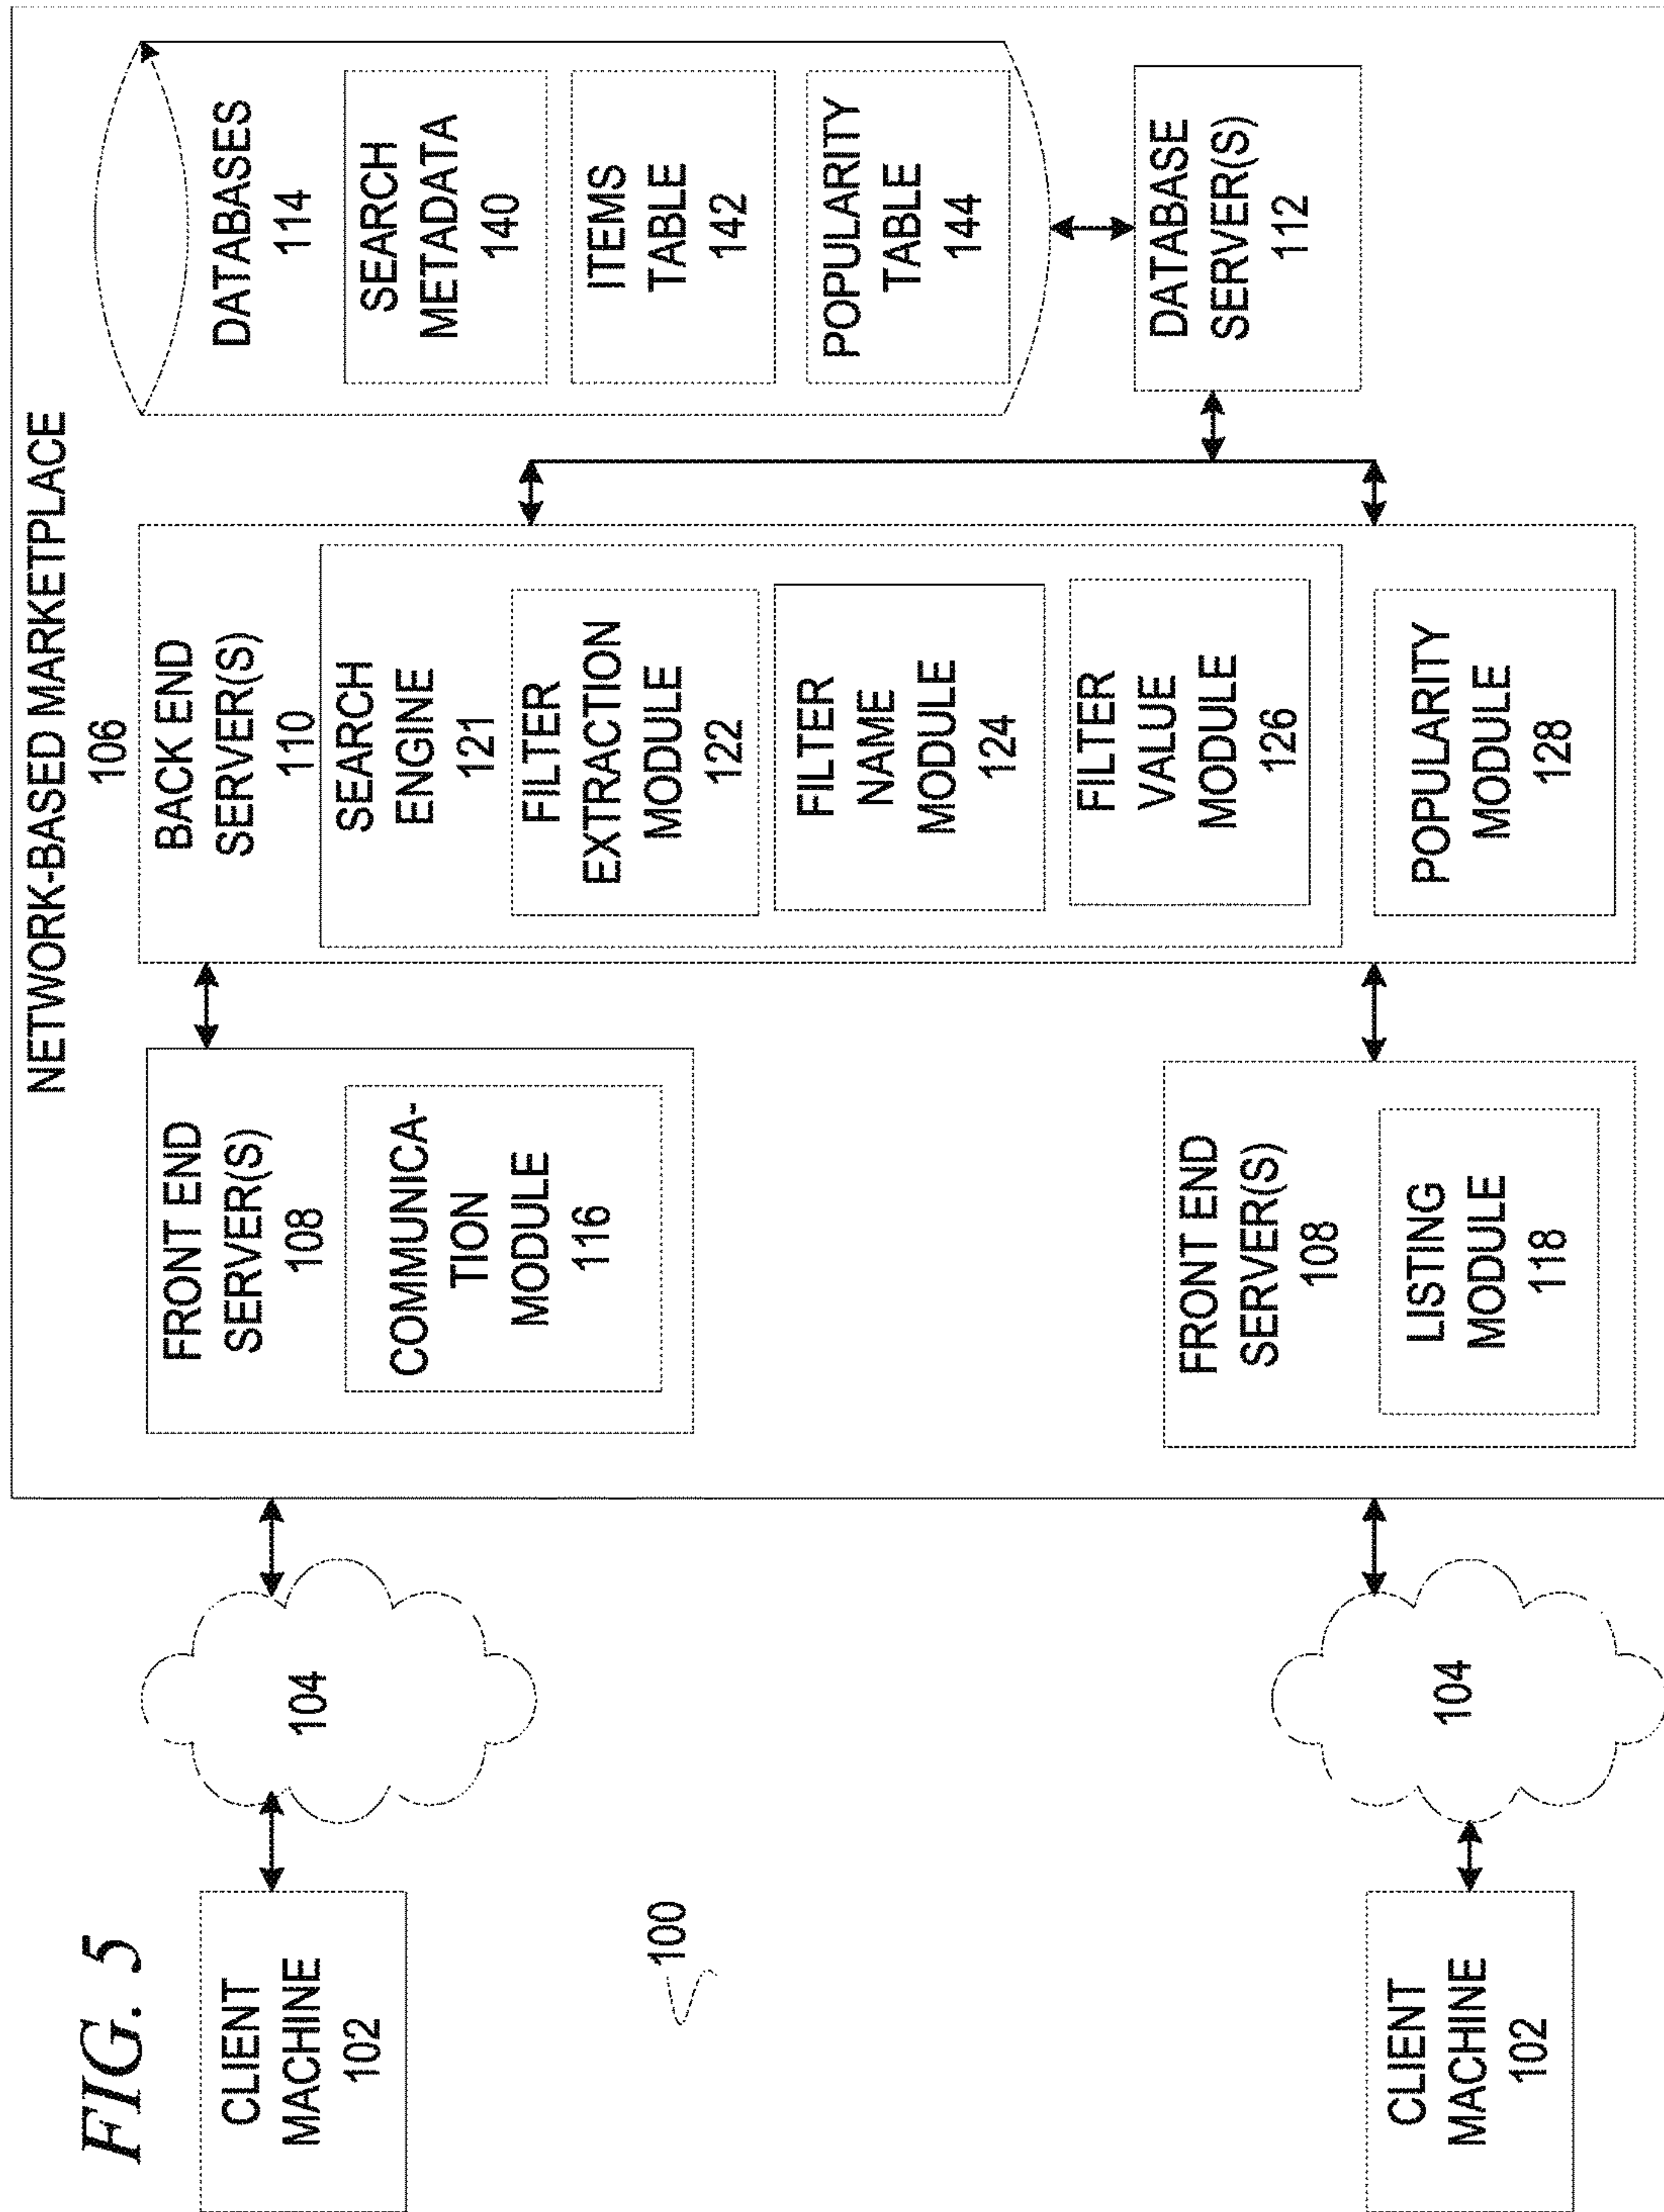 FIG. 5
NETWORK-BASED MARKETPLACE
106
CLIENT
MACHINE
102
104
FRONT END
SERVER(S)
108
COMMUNICA-
TION
MODULE
116
BACK END
SERVER(S)
110
SEARCH
ENGINE
121
FILTER
EXTRACTION
MODULE
122
FILTER
NAME
MODULE
124
FILTER
VALUE
MODULE
126
POPULARITY
MODULE
128
DATABASES
114
SEARCH
METADATA
140
ITEMS
TABLE
142
POPULARITY
TABLE
144
DATABASE
SERVER(S)
112
100
CLIENT
MACHINE
102
104
FRONT END
SERVER(S)
108
LISTING
MODULE
118